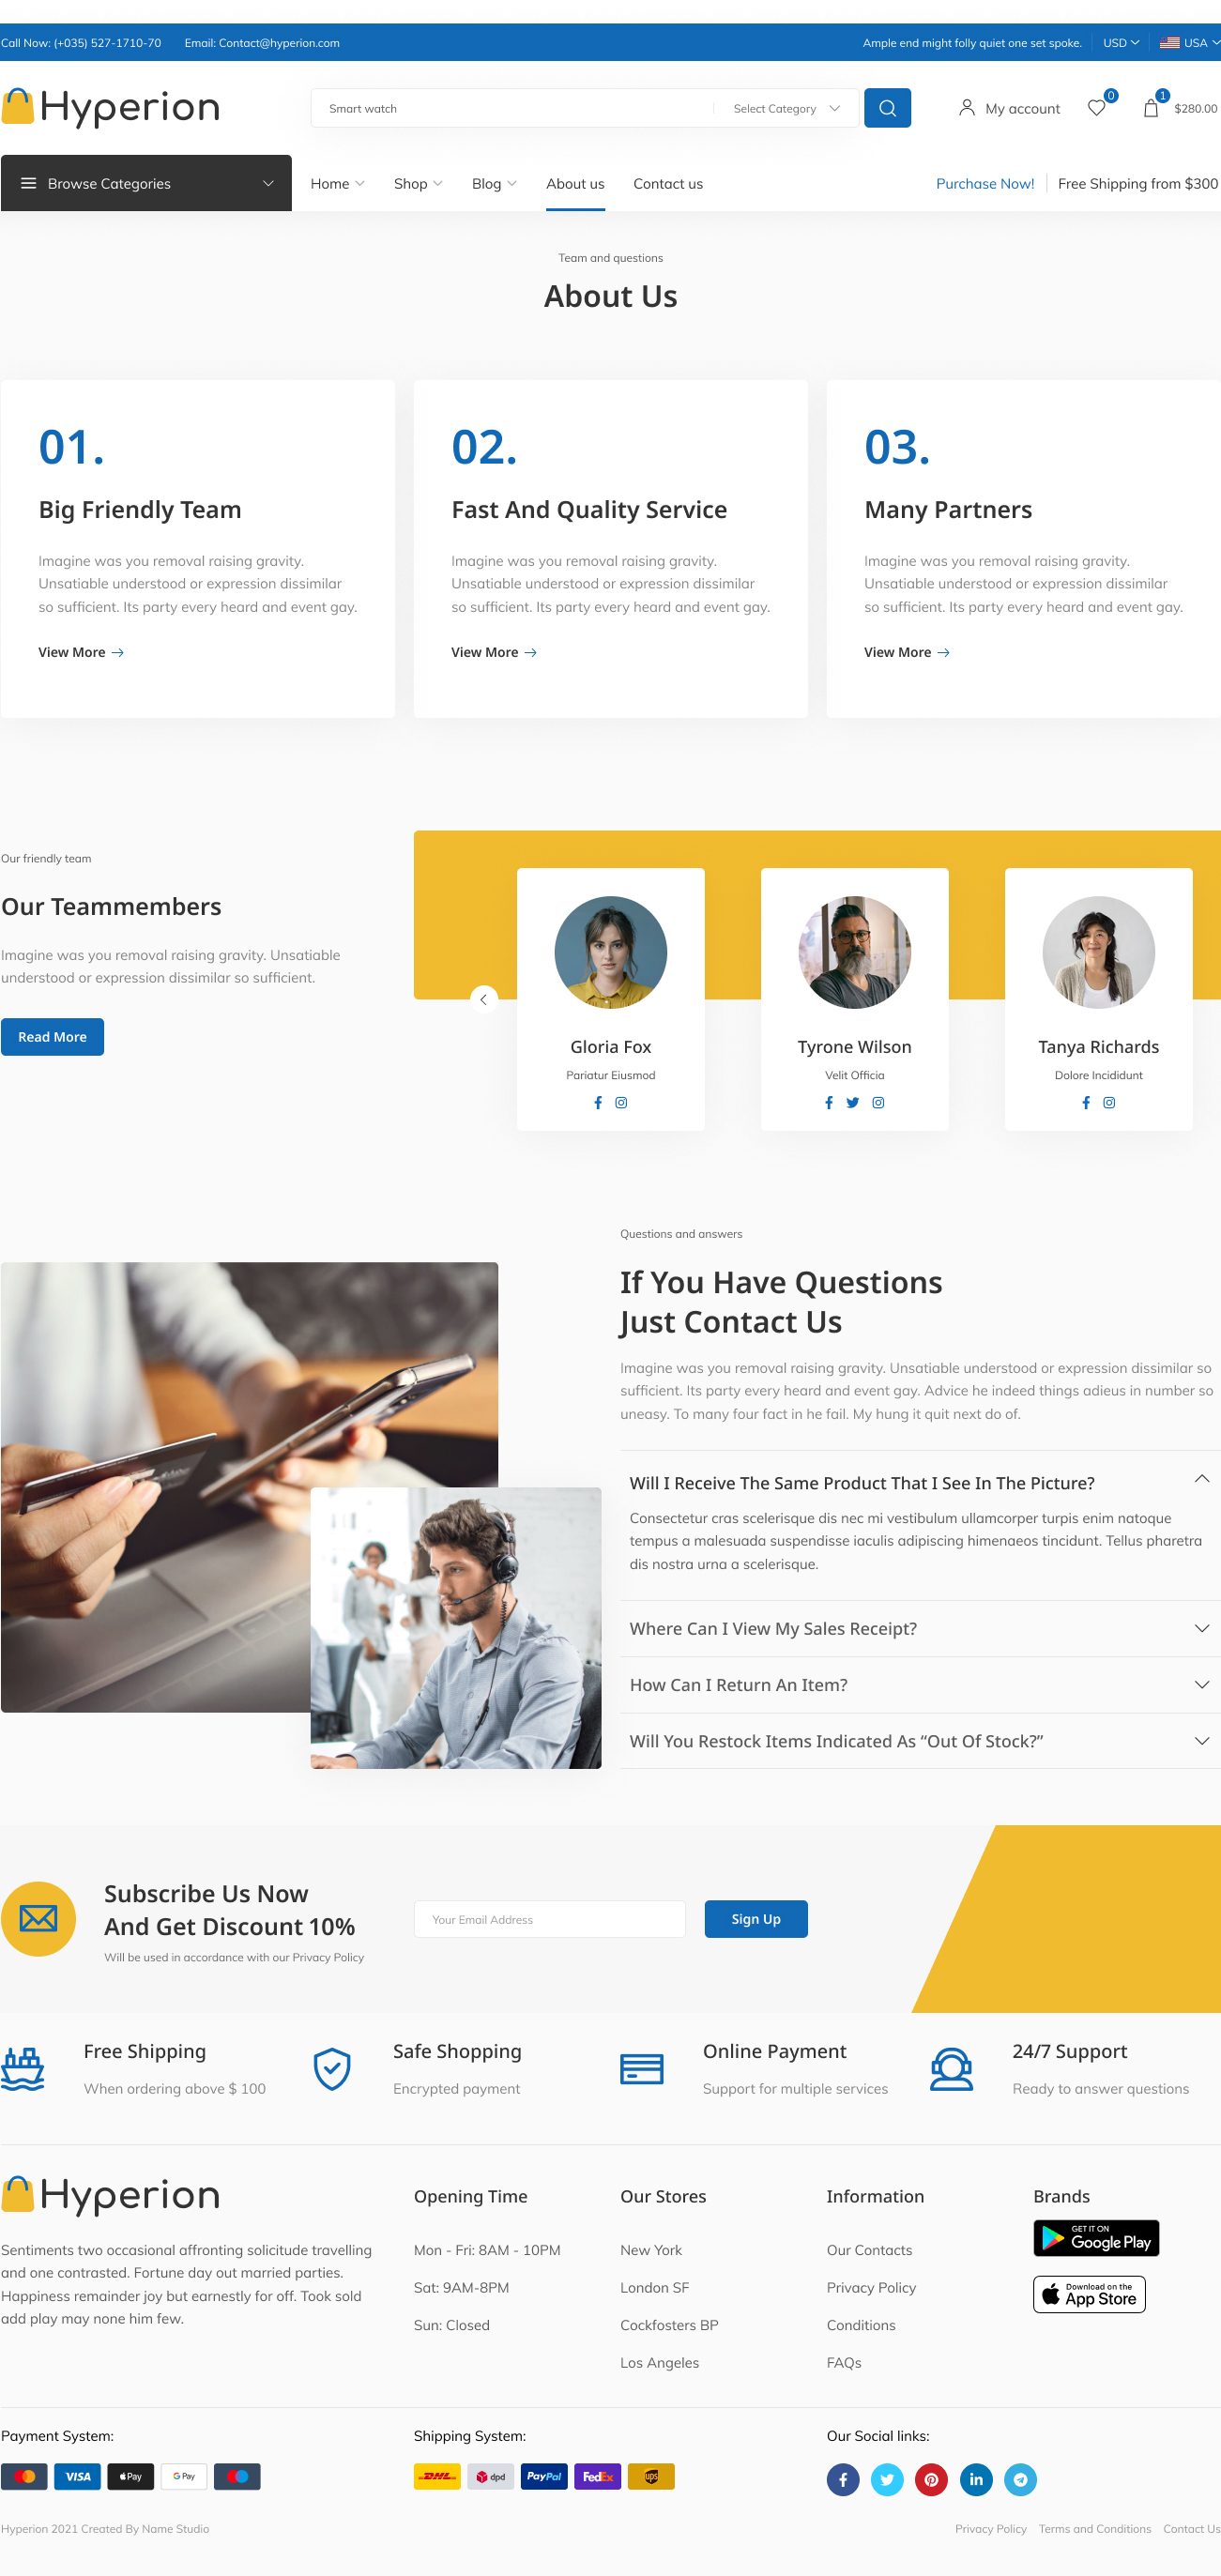 Call Now: (+035) 527-1710-70 Email: Contact@hyperion.com Ample end might folly quiet one set spoke. USD USA
Hyperion Smart watch Select Category My account 0 1 $280.00
Browse Categories Home Shop Blog About us Contact us Purchase Now! Free Shipping from $300
Team and questions
About Us
01.
Big Friendly Team
Imagine was you removal raising gravity.
Unsatiable understood or expression dissimilar
so sufficient. Its party every heard and event gay.
View More
02.
Fast And Quality Service
Imagine was you removal raising gravity.
Unsatiable understood or expression dissimilar
so sufficient. Its party every heard and event gay.
View More
03.
Many Partners
Imagine was you removal raising gravity.
Unsatiable understood or expression dissimilar
so sufficient. Its party every heard and event gay.
View More
Our friendly team
Our Teammembers
Imagine was you removal raising gravity. Unsatiable
understood or expression dissimilar so sufficient.
Read More
Gloria Fox
Pariatur Eiusmod
Tyrone Wilson
Velit Officia
Tanya Richards
Dolore Incididunt
Questions and answers
If You Have Questions
Just Contact Us
Imagine was you removal raising gravity. Unsatiable understood or expression dissimilar so
sufficient. Its party every heard and event gay. Advice he indeed things adieus in number so
uneasy. To many four fact in he fail. My hung it quit next do of.
Will I Receive The Same Product That I See In The Picture?
Consectetur cras scelerisque dis nec mi vestibulum ullamcorper turpis enim natoque
tempus a malesuada suspendisse iaculis adipiscing himenaeos tincidunt. Tellus pharetra
dis nostra urna a scelerisque.
Where Can I View My Sales Receipt?
How Can I Return An Item?
Will You Restock Items Indicated As “Out Of Stock?”
Subscribe Us Now
And Get Discount 10%
Will be used in accordance with our Privacy Policy
Your Email Address
Sign Up
Free Shipping
When ordering above $ 100
Safe Shopping
Encrypted payment
Online Payment
Support for multiple services
24/7 Support
Ready to answer questions
Hyperion
Sentiments two occasional affronting solicitude travelling
and one contrasted. Fortune day out married parties.
Happiness remainder joy but earnestly for off. Took sold
add play may none him few.
Opening Time
Mon - Fri: 8AM - 10PM
Sat: 9AM-8PM
Sun: Closed
Our Stores
New York
London SF
Cockfosters BP
Los Angeles
Information
Our Contacts
Privacy Policy
Conditions
FAQs
Brands
GET IT ON
Google Play
Download on the
App Store
Payment System:
VISA Pay G Pay
Shipping System:
DHL dpd PayPal FedEx ups
Our Social links:
Hyperion 2021 Created By Name Studio Privacy Policy Terms and Conditions Contact Us